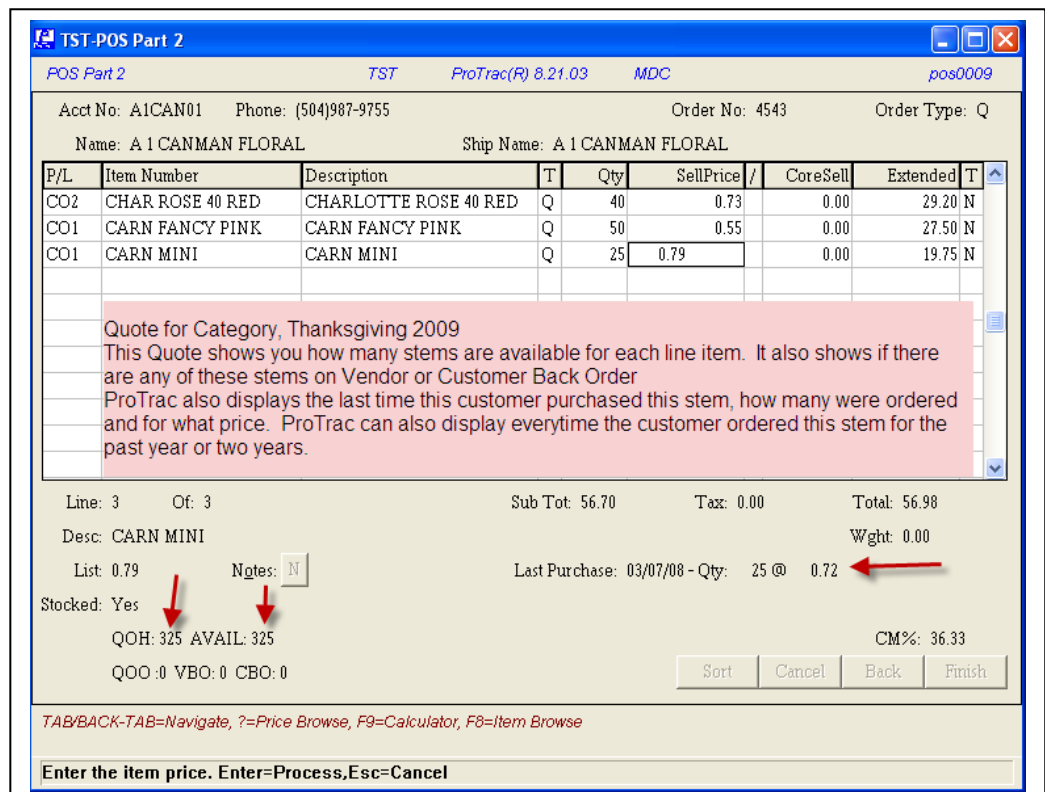 TST-POS Part 2
POS Part 2 TST ProTrac(R) 8.21.03 MDC pos0009
Acct No: A1CAN01 Phone: (504)987-9755 Order No: 4543 Order Type: Q
Name: A 1 CANMAN FLORAL Ship Name: A 1 CANMAN FLORAL
P/L Item Number Description T Qty SellPrice / CoreSell Extended T
CO2 CHAR ROSE 40 RED CHARLOTTE ROSE 40 RED Q 40 0.73 0.00 29.20 N
CO1 CARN FANCY PINK CARN FANCY PINK Q 50 0.55 0.00 27.50 N
CO1 CARN MINI CARN MINI Q 25 0.79 0.00 19.75 N
Quote for Category, Thanksgiving 2009
This Quote shows you how many stems are available for each line item. It also shows if there
are any of these stems on Vendor or Customer Back Order
ProTrac also displays the last time this customer purchased this stem, how many were ordered
and for what price. ProTrac can also display everytime the customer ordered this stem for the
past year or two years.
Line: 3 Of: 3 Sub Tot: 56.70 Tax: 0.00 Total: 56.98
Desc: CARN MINI Wght: 0.00
List: 0.79 Notes: N Last Purchase: 03/07/08 - Qty: 25 @ 0.72
Stocked: Yes
QOH: 325 AVAIL: 325 CM%: 36.33
QOO :0 VBO: 0 CBO: 0 Sort Cancel Back Finish
TAB/BACK-TAB=Navigate, ?=Price Browse, F9=Calculator, F8=Item Browse
Enter the item price. Enter=Process,Esc=Cancel